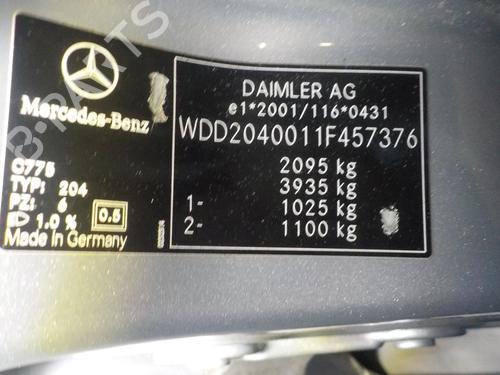 Mercedes-Benz
C775
TYP: 204
PZ: 6
1.0 % 0.5
Made in Germany
DAIMLER AG
e1*2001/116*0431
WDD2040011F457376
2095 kg
3935 kg
1- 1025 kg
2- 1100 kg
B-PARTS